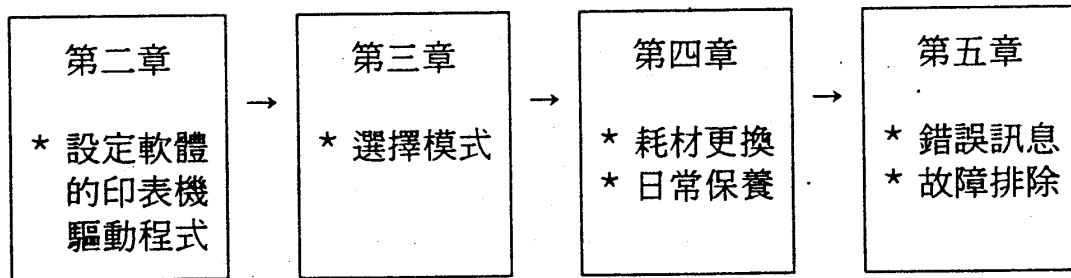 第二章
* 設定軟體
的印表機
驅動程式
→
第三章
* 選擇模式
→
第四章
* 耗材更換
* 日常保養
→
第五章
* 錯誤訊息
* 故障排除